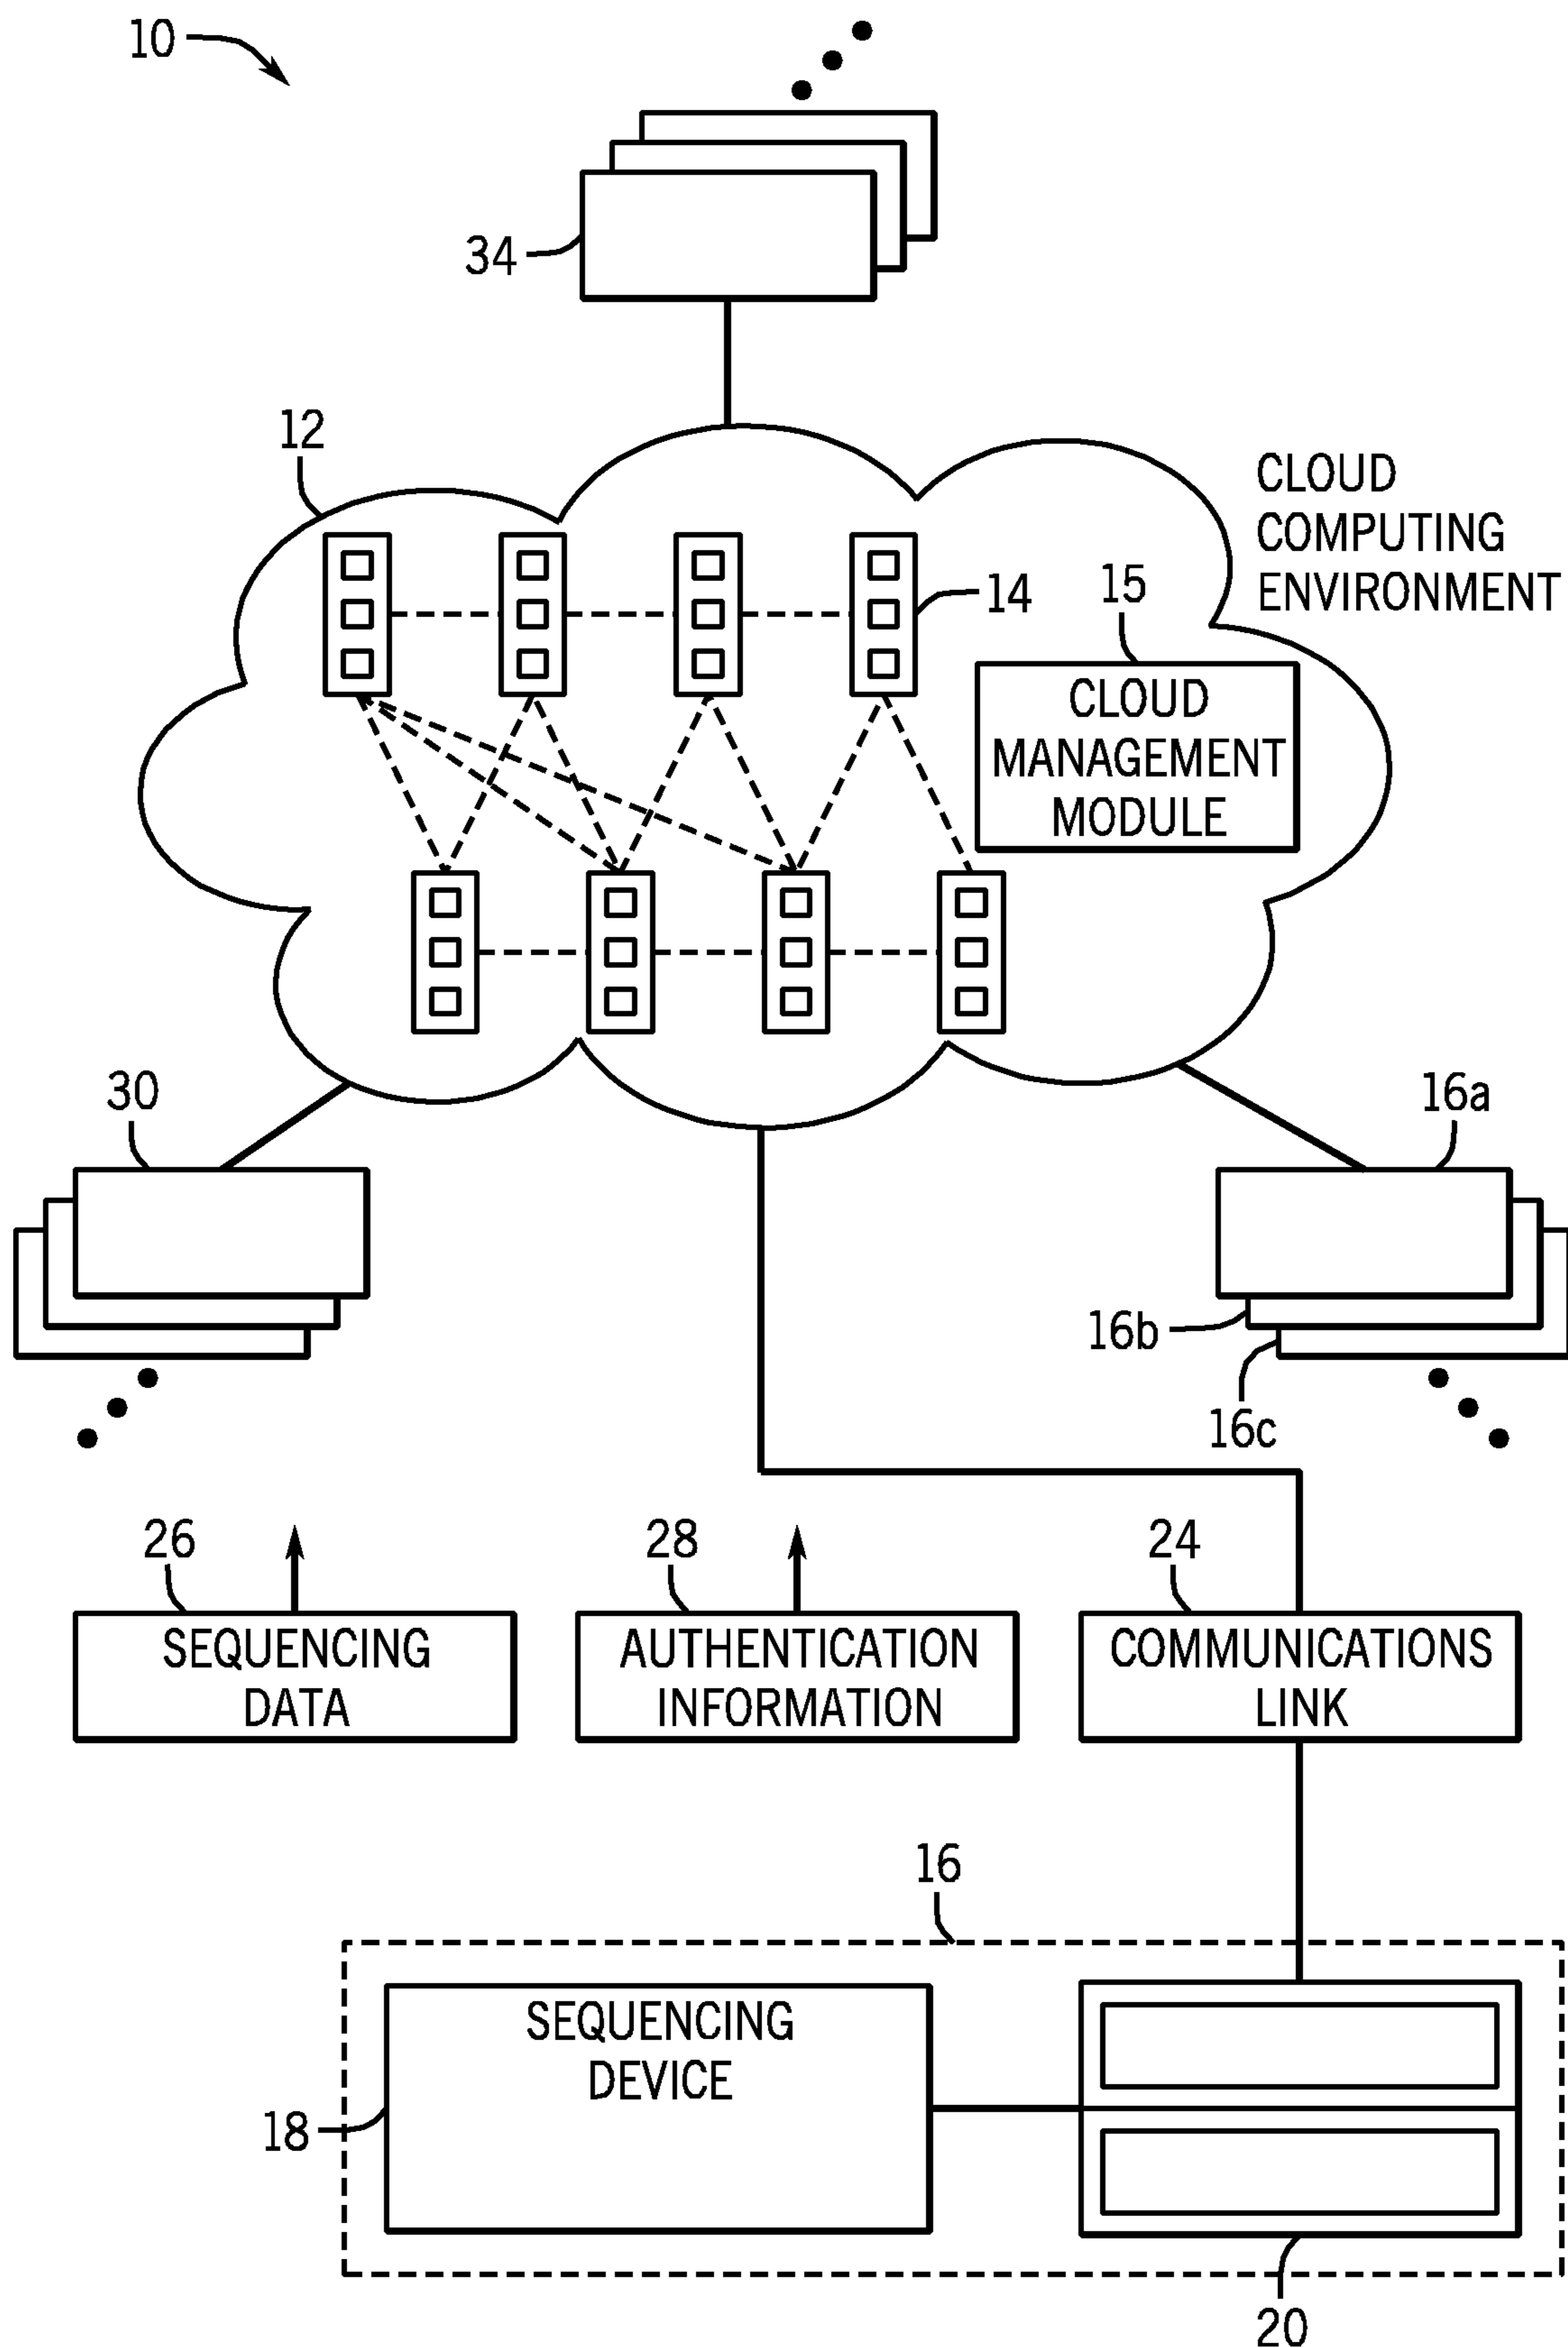 10
34
12
CLOUD
COMPUTING
ENVIRONMENT
14
15
CLOUD
MANAGEMENT
MODULE
30
16a
16b
16c
26
SEQUENCING
DATA
28
AUTHENTICATION
INFORMATION
24
COMMUNICATIONS
LINK
16
SEQUENCING
DEVICE
18
20